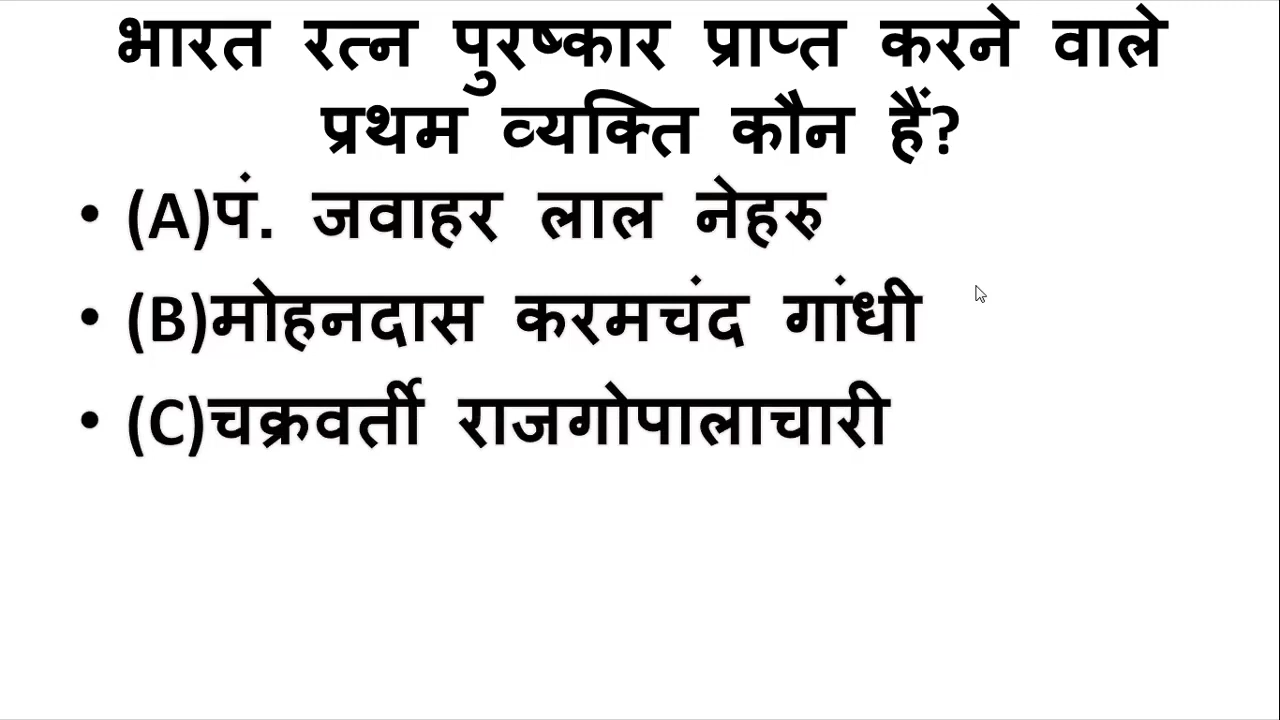 भारत रत्न पुरष्कार प्राप्त करने वाले
प्रथम व्यक्ति कौन हैं?
• (A)पं. जवाहर लाल नेहरु
• (B)मोहनदास करमचंद गांधी
• (C)चक्रवर्ती राजगोपालाचारी